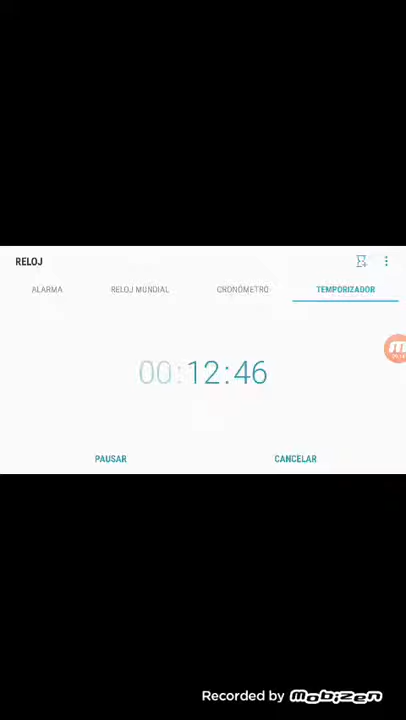 RELOJ
ALARMA
RELOJ MUNDIAL
CRONÓMETRO
TEMPORIZADOR
00:12:46
PAUSAR
CANCELAR
Recorded by Mobizen